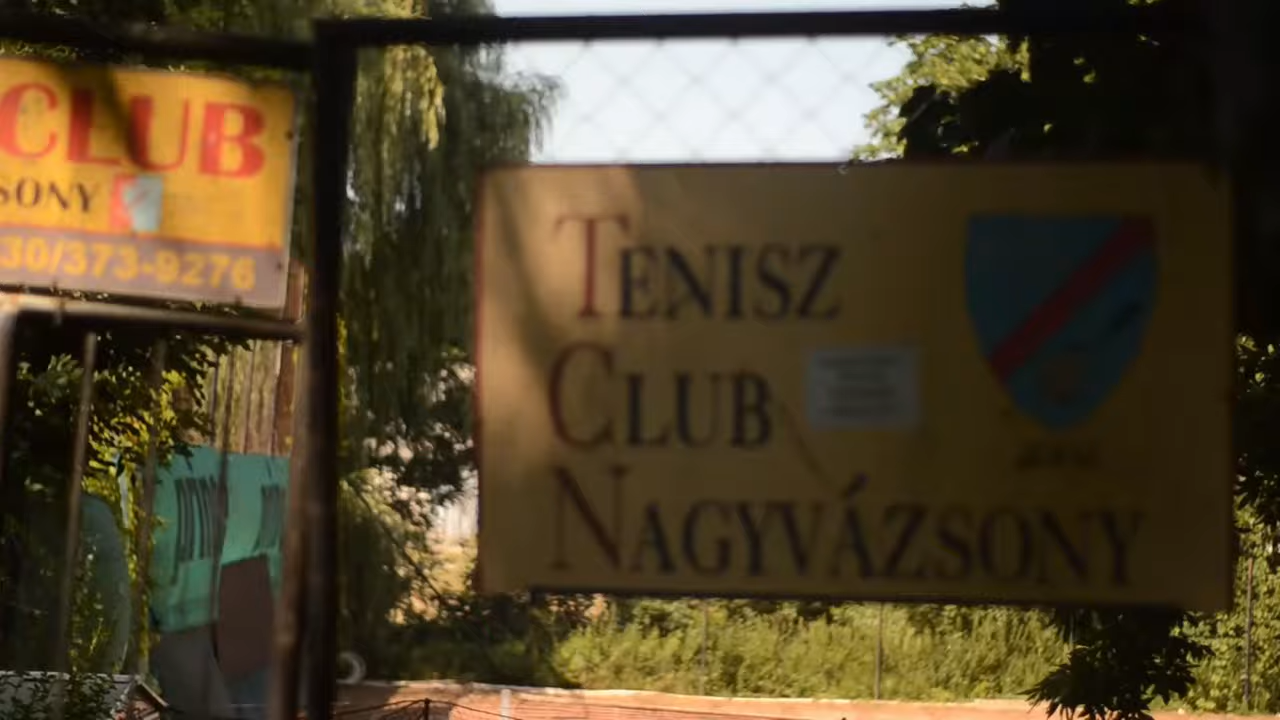 CLUB
SONY
30/373-9276
TENISZ
CLUB
NAGYVÁZSONY